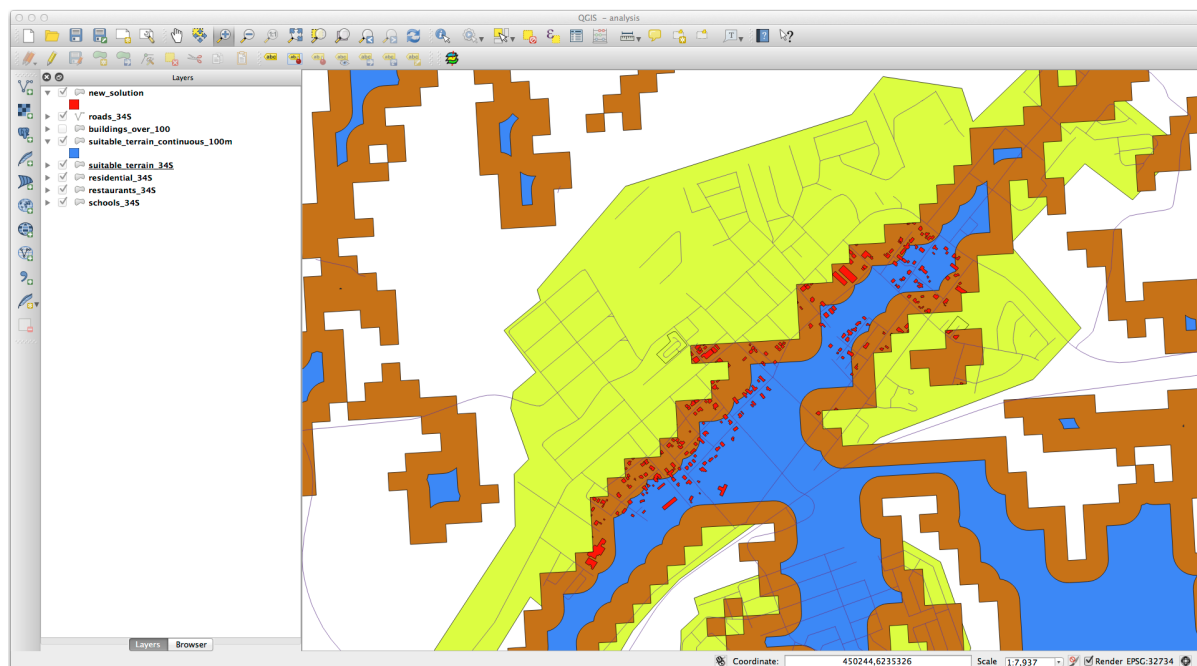 QGIS - analysis
Layers
new_solution
roads_34S
buildings_over_100
suitable_terrain_continuous_100m
suitable_terrain_34S
residential_34S
restaurants_34S
schools_34S
Layers Browser
Coordinate: 450244,6235326 Scale 1:7,937 Render EPSG:32734